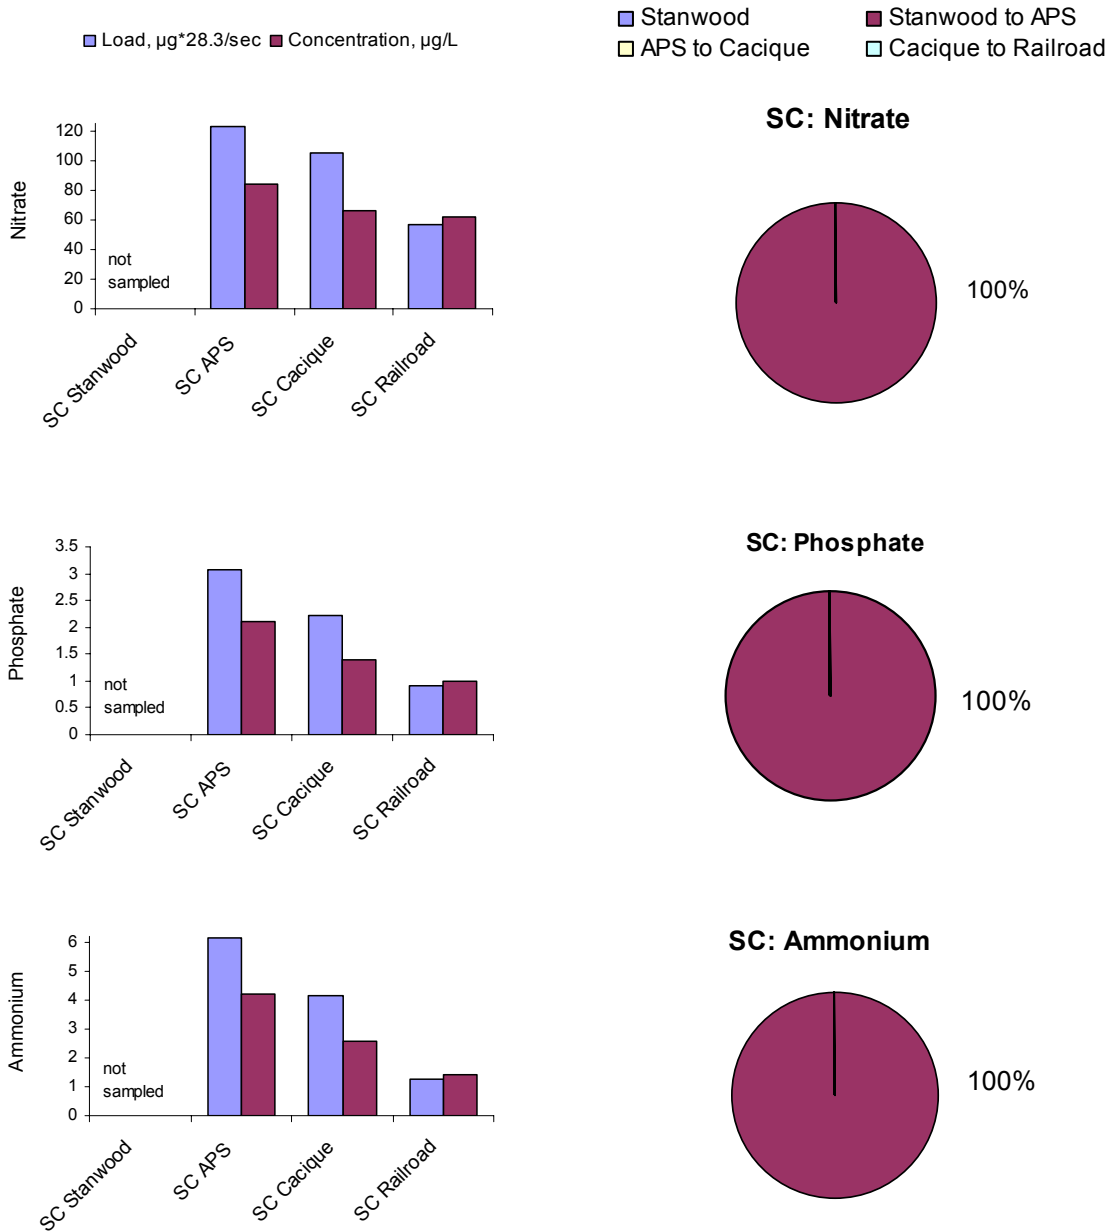 Load, µg*28.3/sec Concentration, µg/L
Stanwood Stanwood to APS
APS to Cacique Cacique to Railroad
Nitrate
120
100
80
60
40
20
0
not
sampled
SC Stanwood
SC APS
SC Cacique
SC Railroad
SC: Nitrate
100%
Phosphate
3.5
3
2.5
2
1.5
1
0.5
0
not
sampled
SC Stanwood
SC APS
SC Cacique
SC Railroad
SC: Phosphate
100%
Ammonium
6
5
4
3
2
1
0
not
sampled
SC Stanwood
SC APS
SC Cacique
SC Railroad
SC: Ammonium
100%